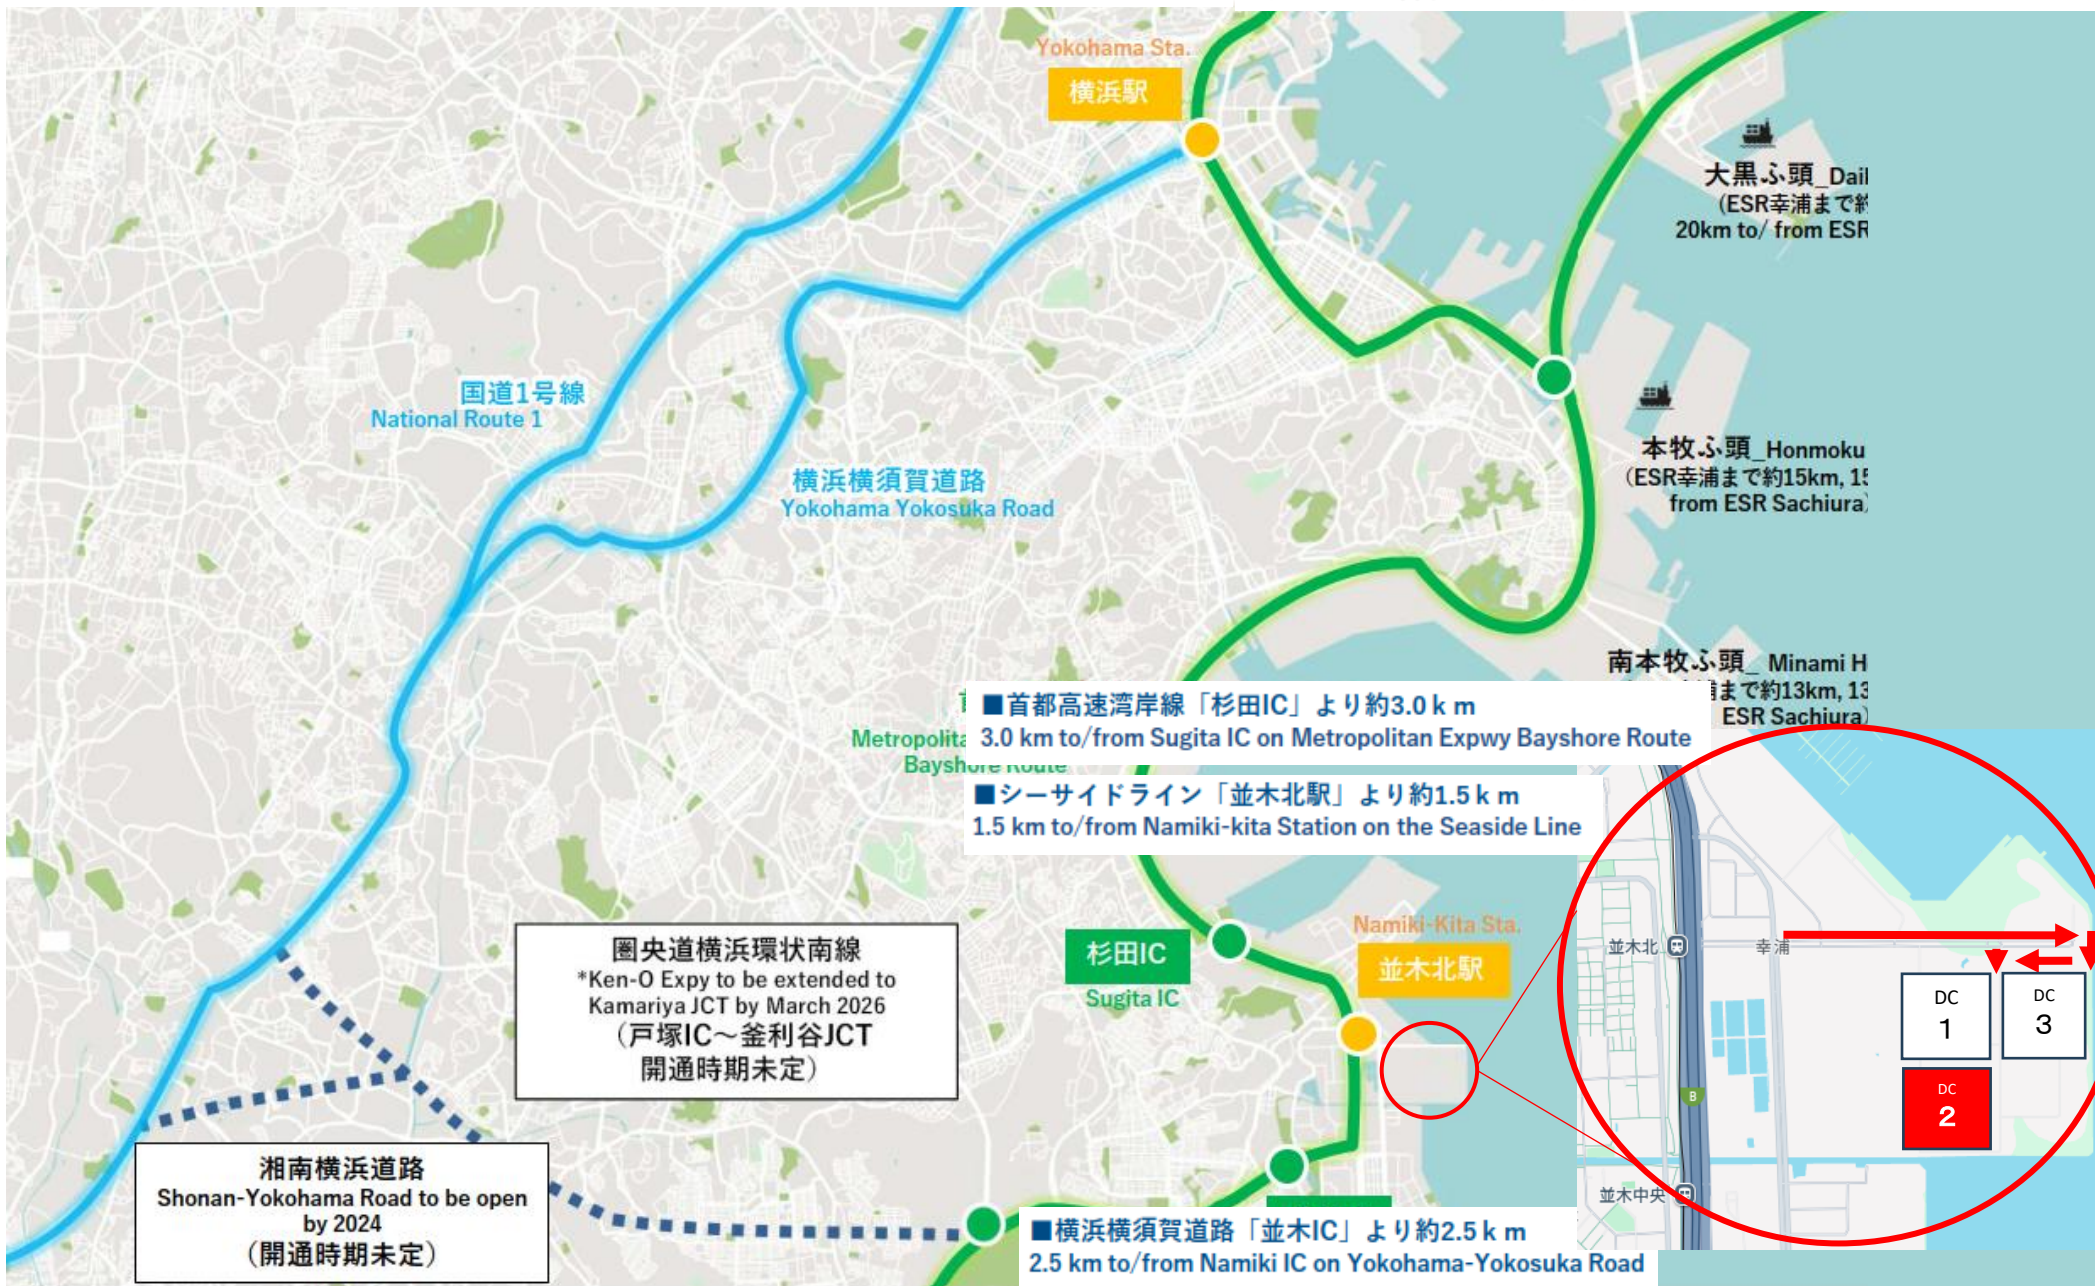 Yokohama Sta.
横浜駅
大黒ふ頭_Dail
(ESR幸浦まで約
20km to/ from ESR
国道1号線
National Route 1
横浜横須賀道路
Yokohama Yokosuka Road
本牧ふ頭_Honmoku
(ESR幸浦まで約15km, 15
from ESR Sachiura)
南本牧ふ頭_ Minami H
浦まで約13km, 13
ESR Sachiura)
■首都高速湾岸線「杉田IC」より約3.0ｋｍ
3.0 km to/from Sugita IC on Metropolitan Expwy Bayshore Route
Metropolita
Bayshore Route
■シーサイドライン「並木北駅」より約1.5ｋｍ
1.5 km to/from Namiki-kita Station on the Seaside Line
杉田IC
Sugita IC
Namiki-Kita Sta.
並木北駅
並木北
幸浦
DC
1
DC
3
DC
2
B
並木中央
圏央道横浜環状南線
*Ken-O Expy to be extended to
Kamariya JCT by March 2026
（戸塚IC～釜利谷JCT
開通時期未定）
湘南横浜道路
Shonan-Yokohama Road to be open
by 2024
（開通時期未定）
■横浜横須賀道路「並木IC」より約2.5ｋｍ
2.5 km to/from Namiki IC on Yokohama-Yokosuka Road